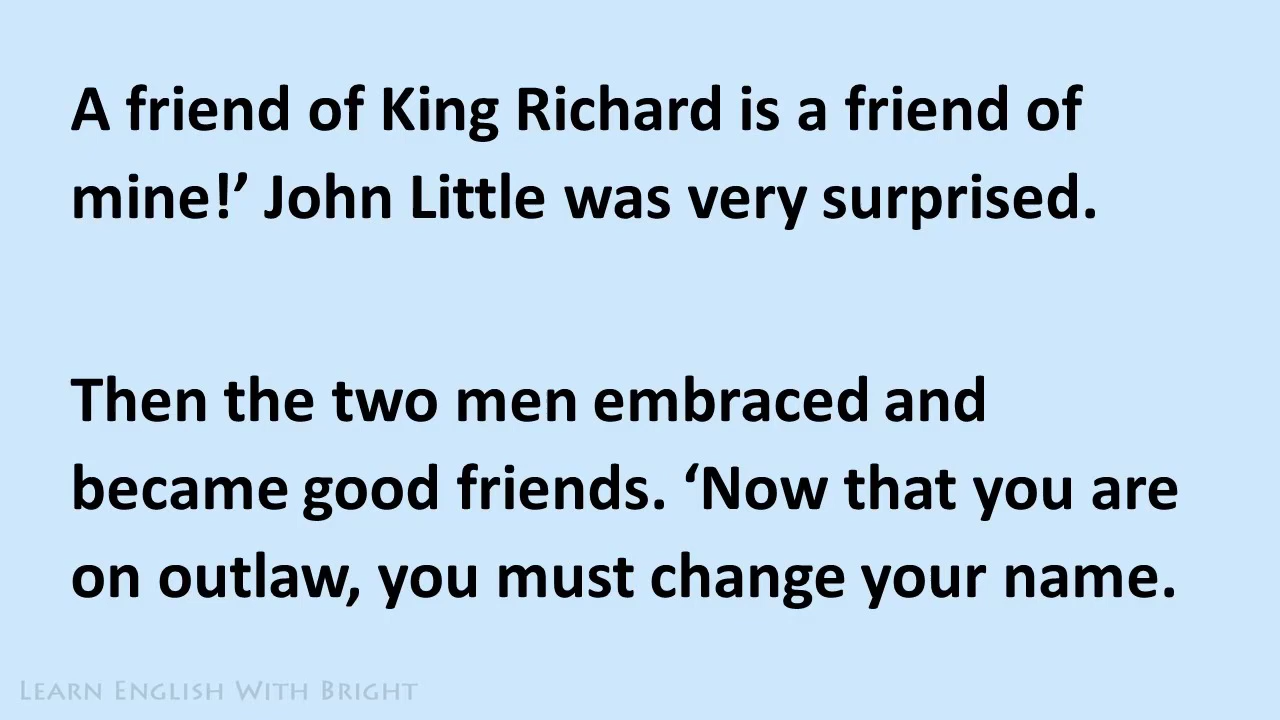 A friend of King Richard is a friend of
mine!’ John Little was very surprised.
Then the two men embraced and
became good friends. ‘Now that you are
on outlaw, you must change your name.
Learn English With Bright